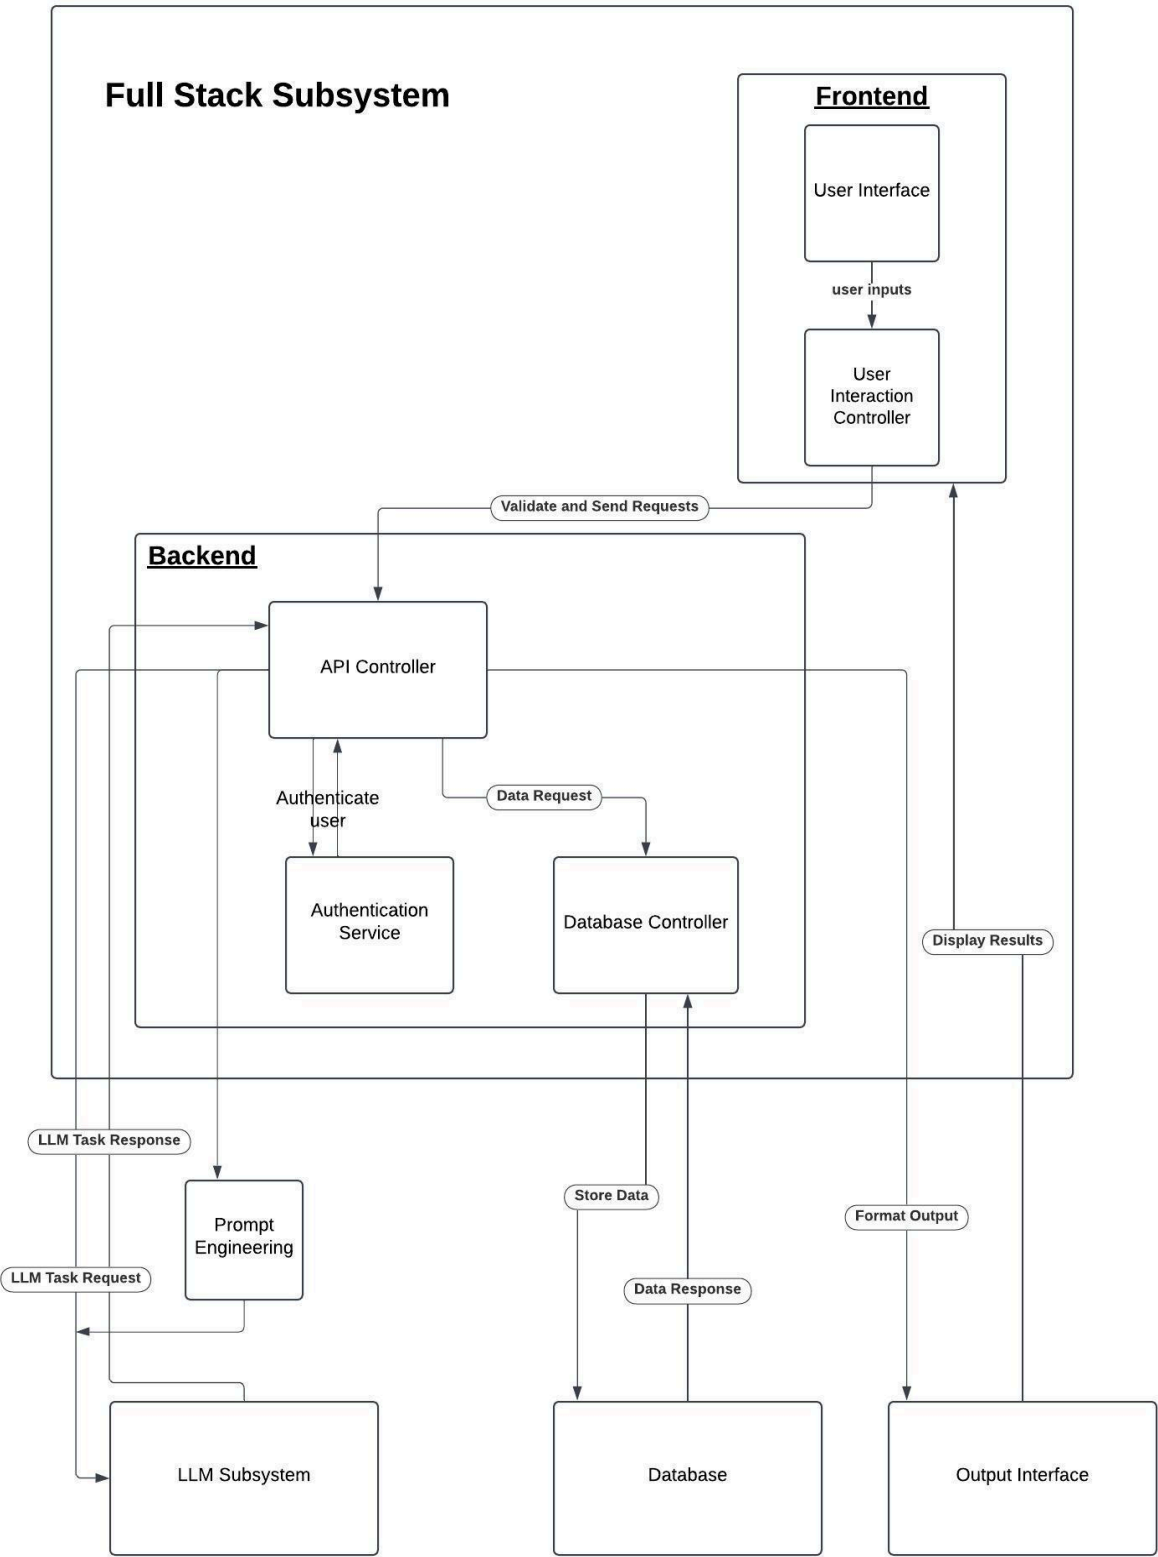 Full Stack Subsystem
Frontend
User Interface
user inputs
User
Interaction
Controller
Validate and Send Requests
Backend
API Controller
Authenticate
user
Data Request
Authentication
Service
Database Controller
Display Results
LLM Task Response
Prompt
Engineering
Store Data
Format Output
LLM Task Request
Data Response
LLM Subsystem
Database
Output Interface